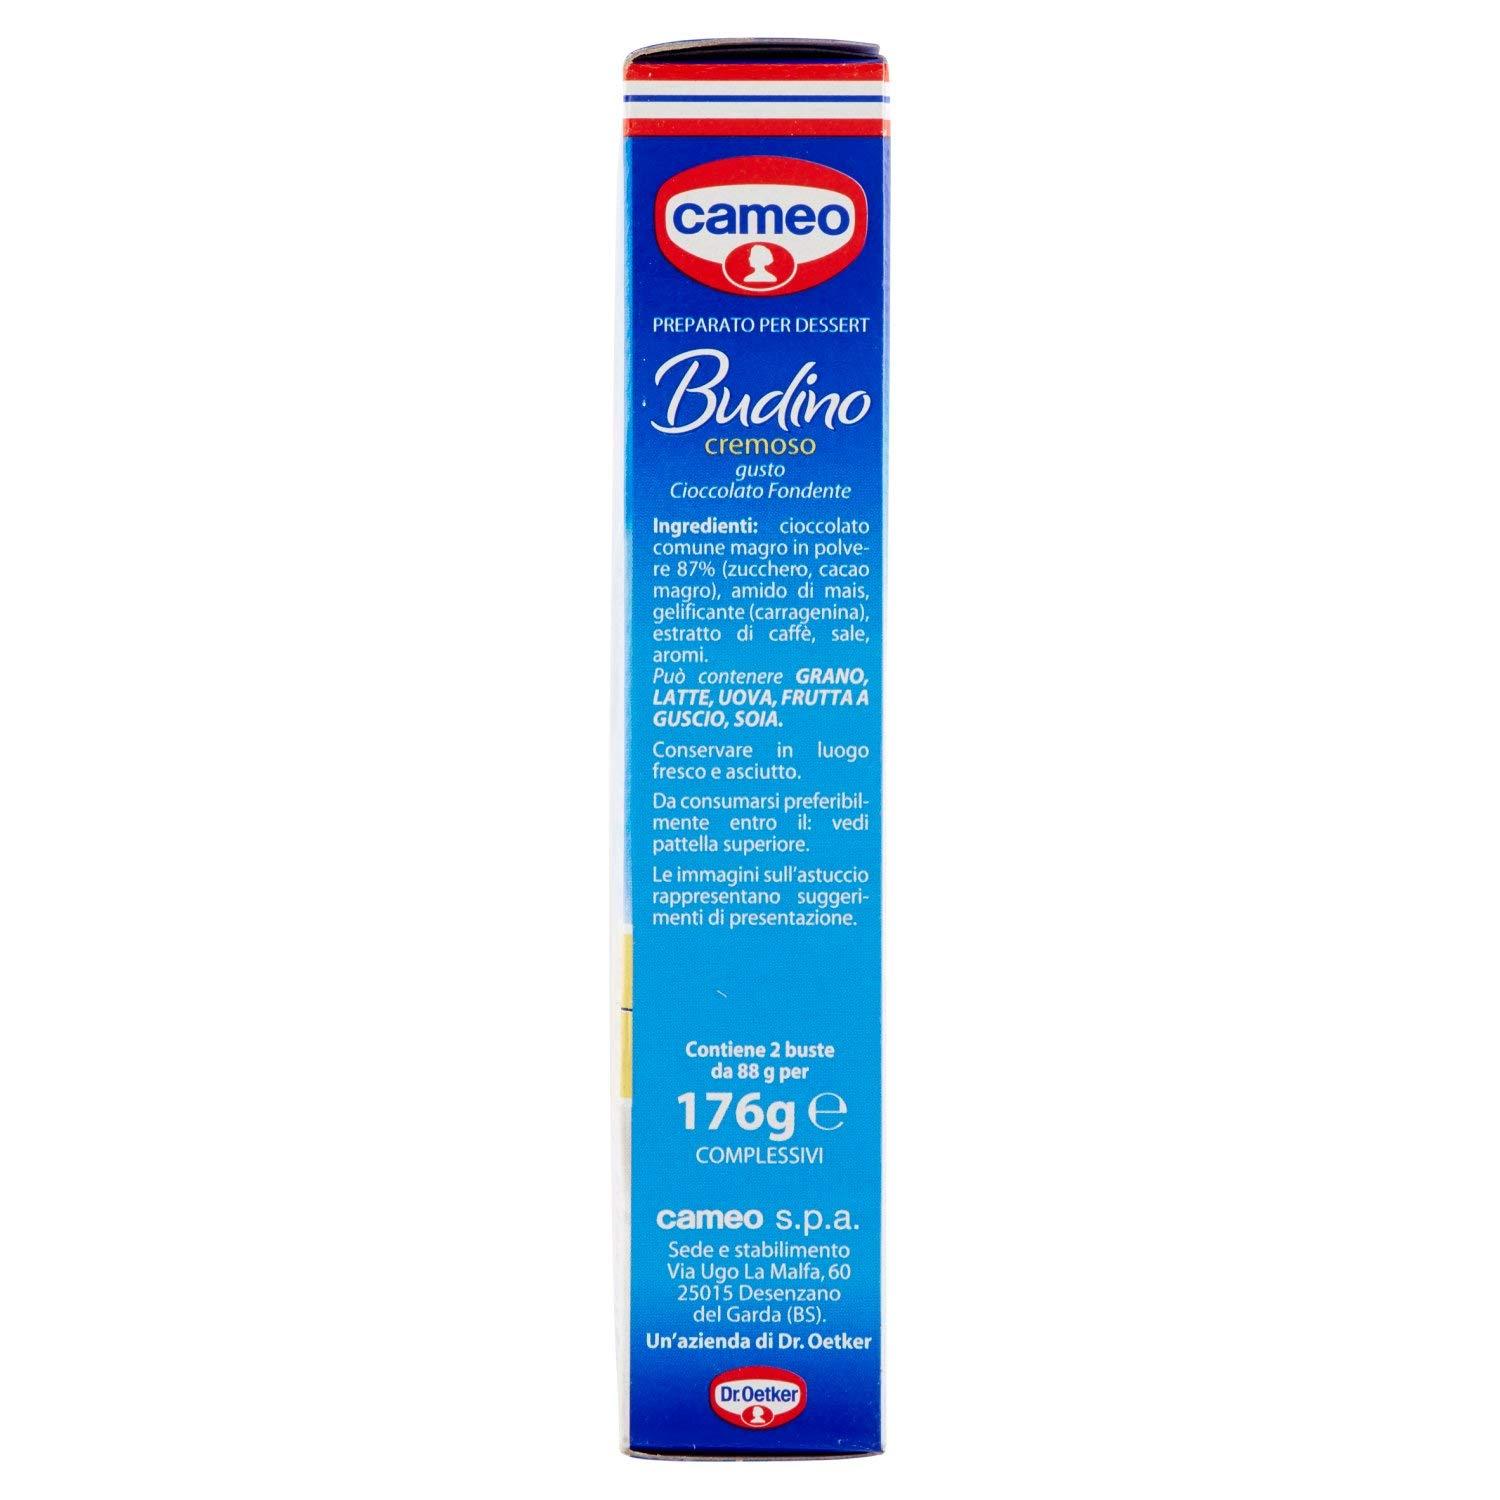 cameo
PREPARATO PER DESSERT
Budino
cremoso
gusto
Cioccolato Fondente
Ingredienti: cioccolato
comune magro in polve-
re 87% (zucchero, cacao
magro), amido di mais,
gelificante (carragenina),
estratto di caffè, sale,
aromi.
Può contenere GRANO,
LATTE, UOVA, FRUTTA A
GUSCIO, SOIA.
Conservare in luogo
fresco e asciutto.
Da consumarsi preferibil-
mente entro il: vedi
pattella superiore.
Le immagini sull'astuccio
rappresentano suggeri-
menti di presentazione.
Contiene 2 buste
da 88 g per
176g ℮
COMPLESSIVI
cameo s.p.a.
Sede e stabilimento
Via Ugo La Malfa, 60
25015 Desenzano
del Garda (BS).
Un'azienda di Dr. Oetker
Dr.Oetker